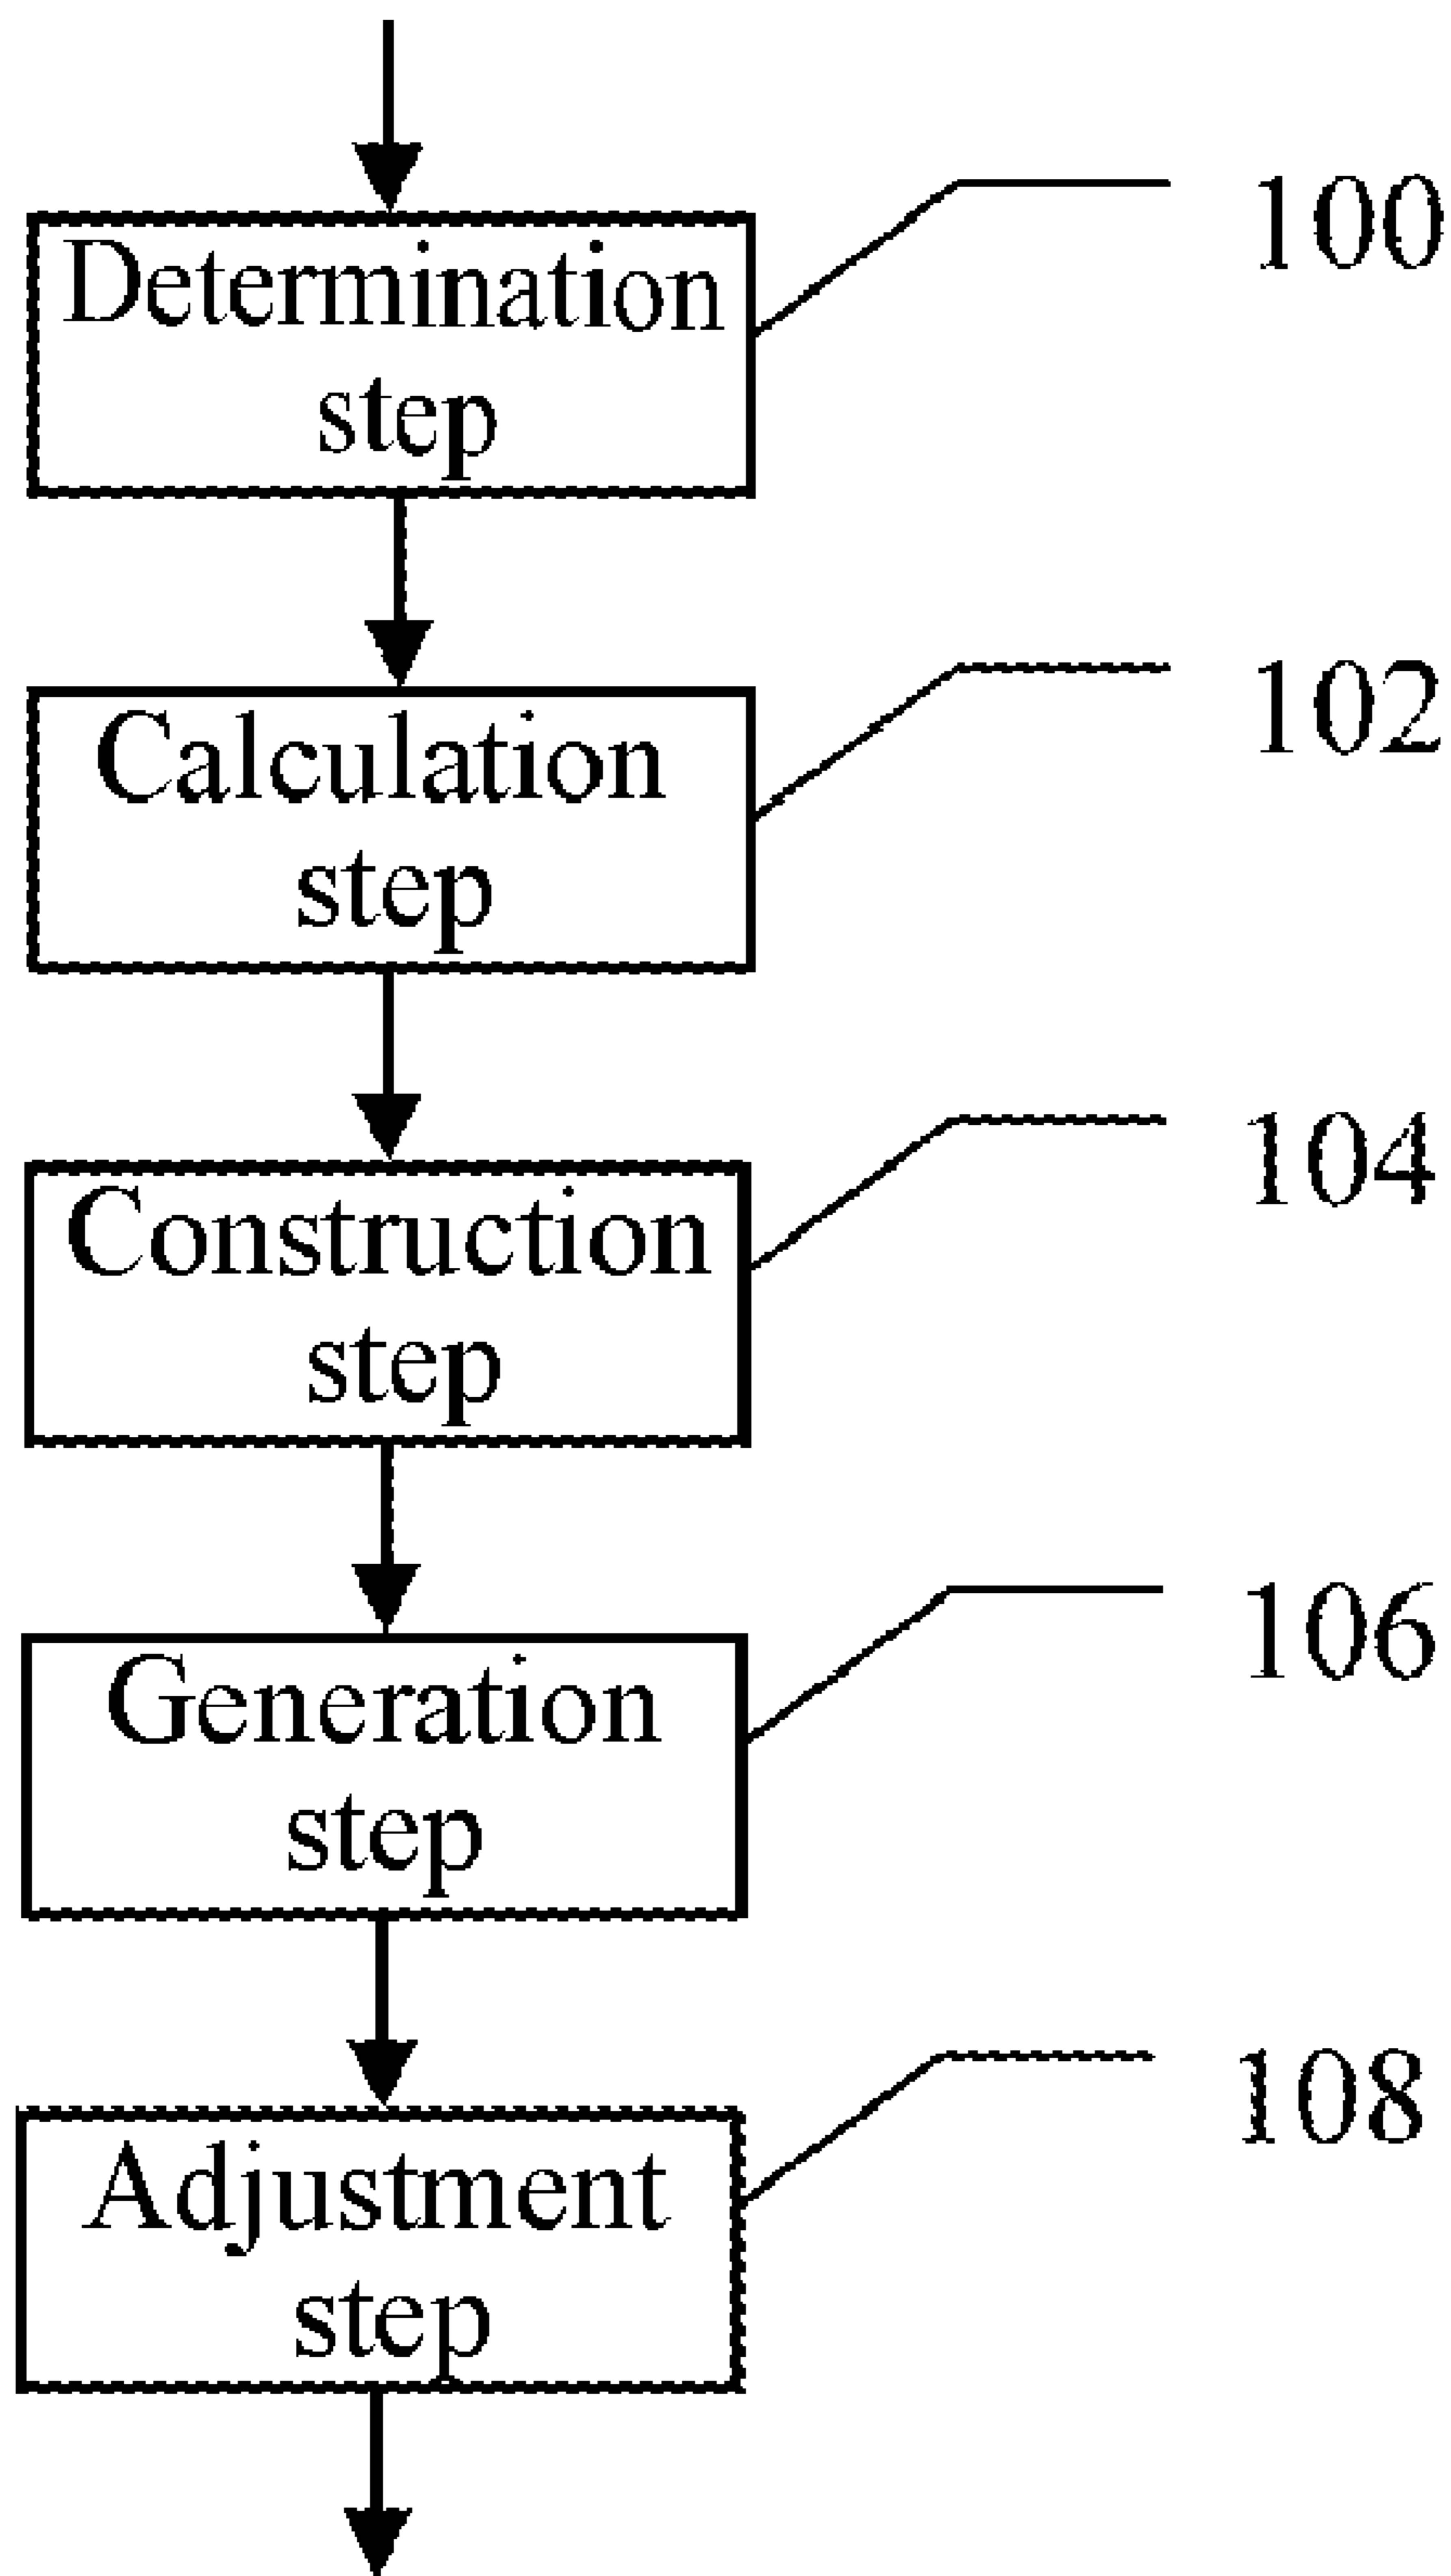 Determination
step
100
Calculation
step
102
Construction
step
104
Generation
step
106
Adjustment
step
108